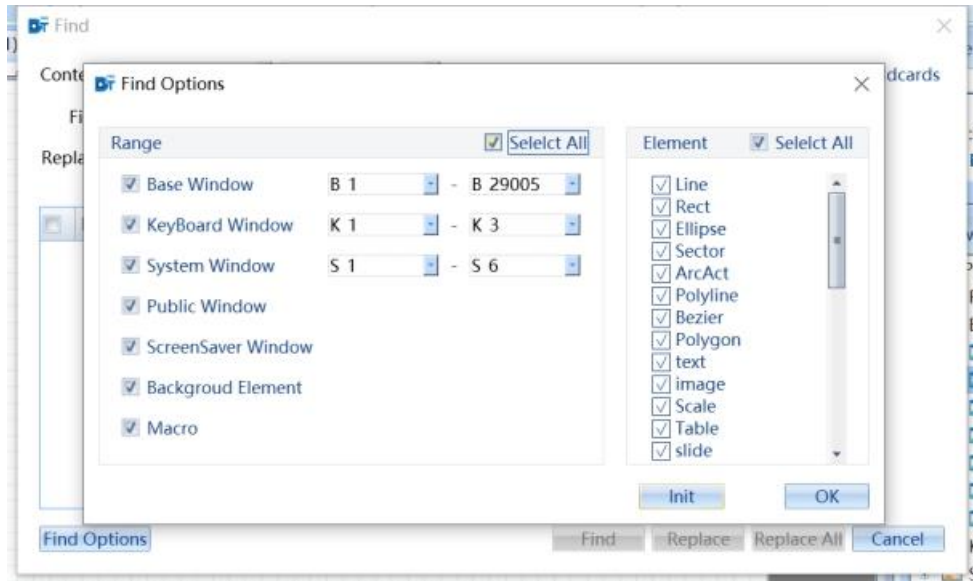 Find
Conte
dcards
Find Options
Fi
Range
Selelct All
Element
Selelct All
Repla
Base Window
B 1
-
B 29005
KeyBoard Window
K 1
-
K 3
System Window
S 1
-
S 6
Public Window
ScreenSaver Window
Backgroud Element
Macro
Line
Rect
Ellipse
Sector
ArcAct
Polyline
Bezier
Polygon
text
image
Scale
Table
slide
Init
OK
Find Options
Find
Replace
Replace All
Cancel